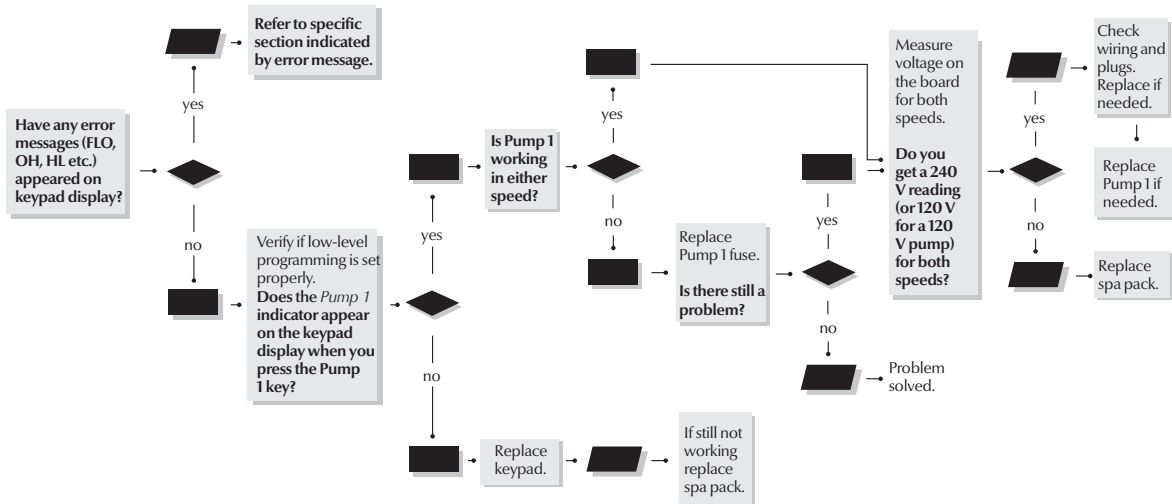 Have any error
messages (FLO,
OH, HL etc.)
appeared on
keypad display?
yes
Refer to specific
section indicated
by error message.
no
Verify if low-level
programming is set
properly.
Does the Pump 1
indicator appear
on the keypad
display when you
press the Pump
1 key?
yes
Is Pump 1
working
in either
speed?
yes
no
Replace
Pump 1 fuse.
Is there still a
problem?
yes
no
Problem
solved.
Measure
voltage on
the board
for both
speeds.
Do you
get a 240
V reading
(or 120 V
for a 120
V pump)
for both
speeds?
yes
Check
wiring and
plugs.
Replace if
needed.
Replace
Pump 1 if
needed.
no
Replace
spa pack.
no
Replace
keypad.
If still not
working
replace
spa pack.